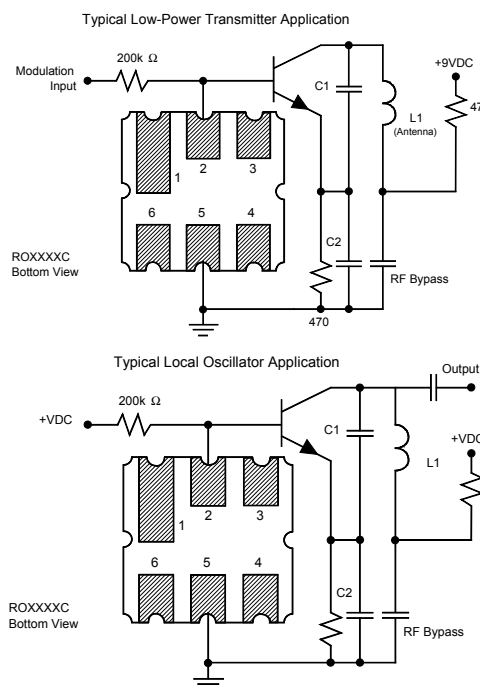 Typical Low-Power Transmitter Application
200k Ω
Modulation
Input
C1
+9VDC
L1
(Antenna)
47
1
2
3
6
5
4
C2
ROXXXXC
Bottom View
RF Bypass
470
Typical Local Oscillator Application
Output
200k Ω
+VDC
C1
+VDC
L1
1
2
3
6
5
4
C2
ROXXXXC
Bottom View
RF Bypass